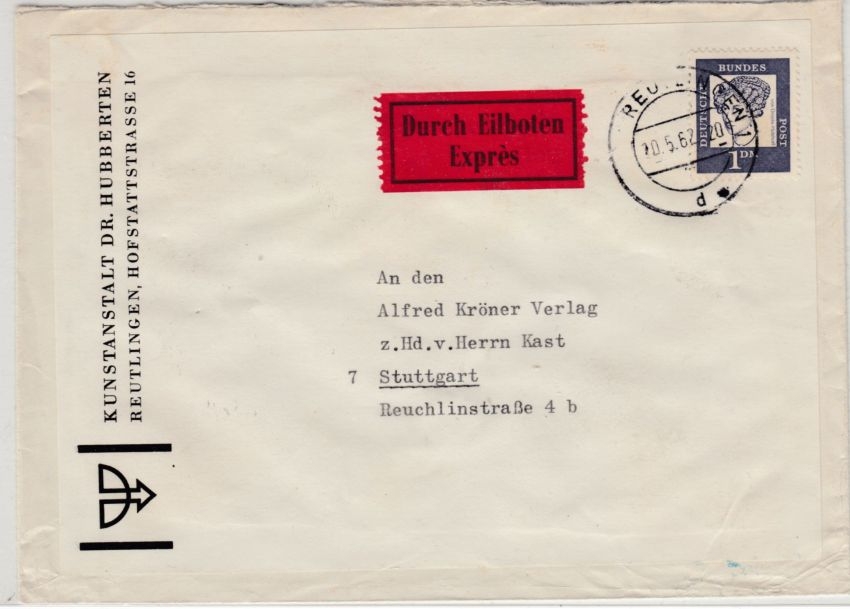 KUNSTANSTALT DR. HUBBERTEN
REUTLINGEN, HOFSTATTSTRASSE 16
Durch Eilboten
Exprès
DEUTSCHE
BUNDES
POST
1 DM
An den
Alfred Kröner Verlag
z.Hd.v.Herrn Kast
7 Stuttgart
Reuchlinstraße 4 b